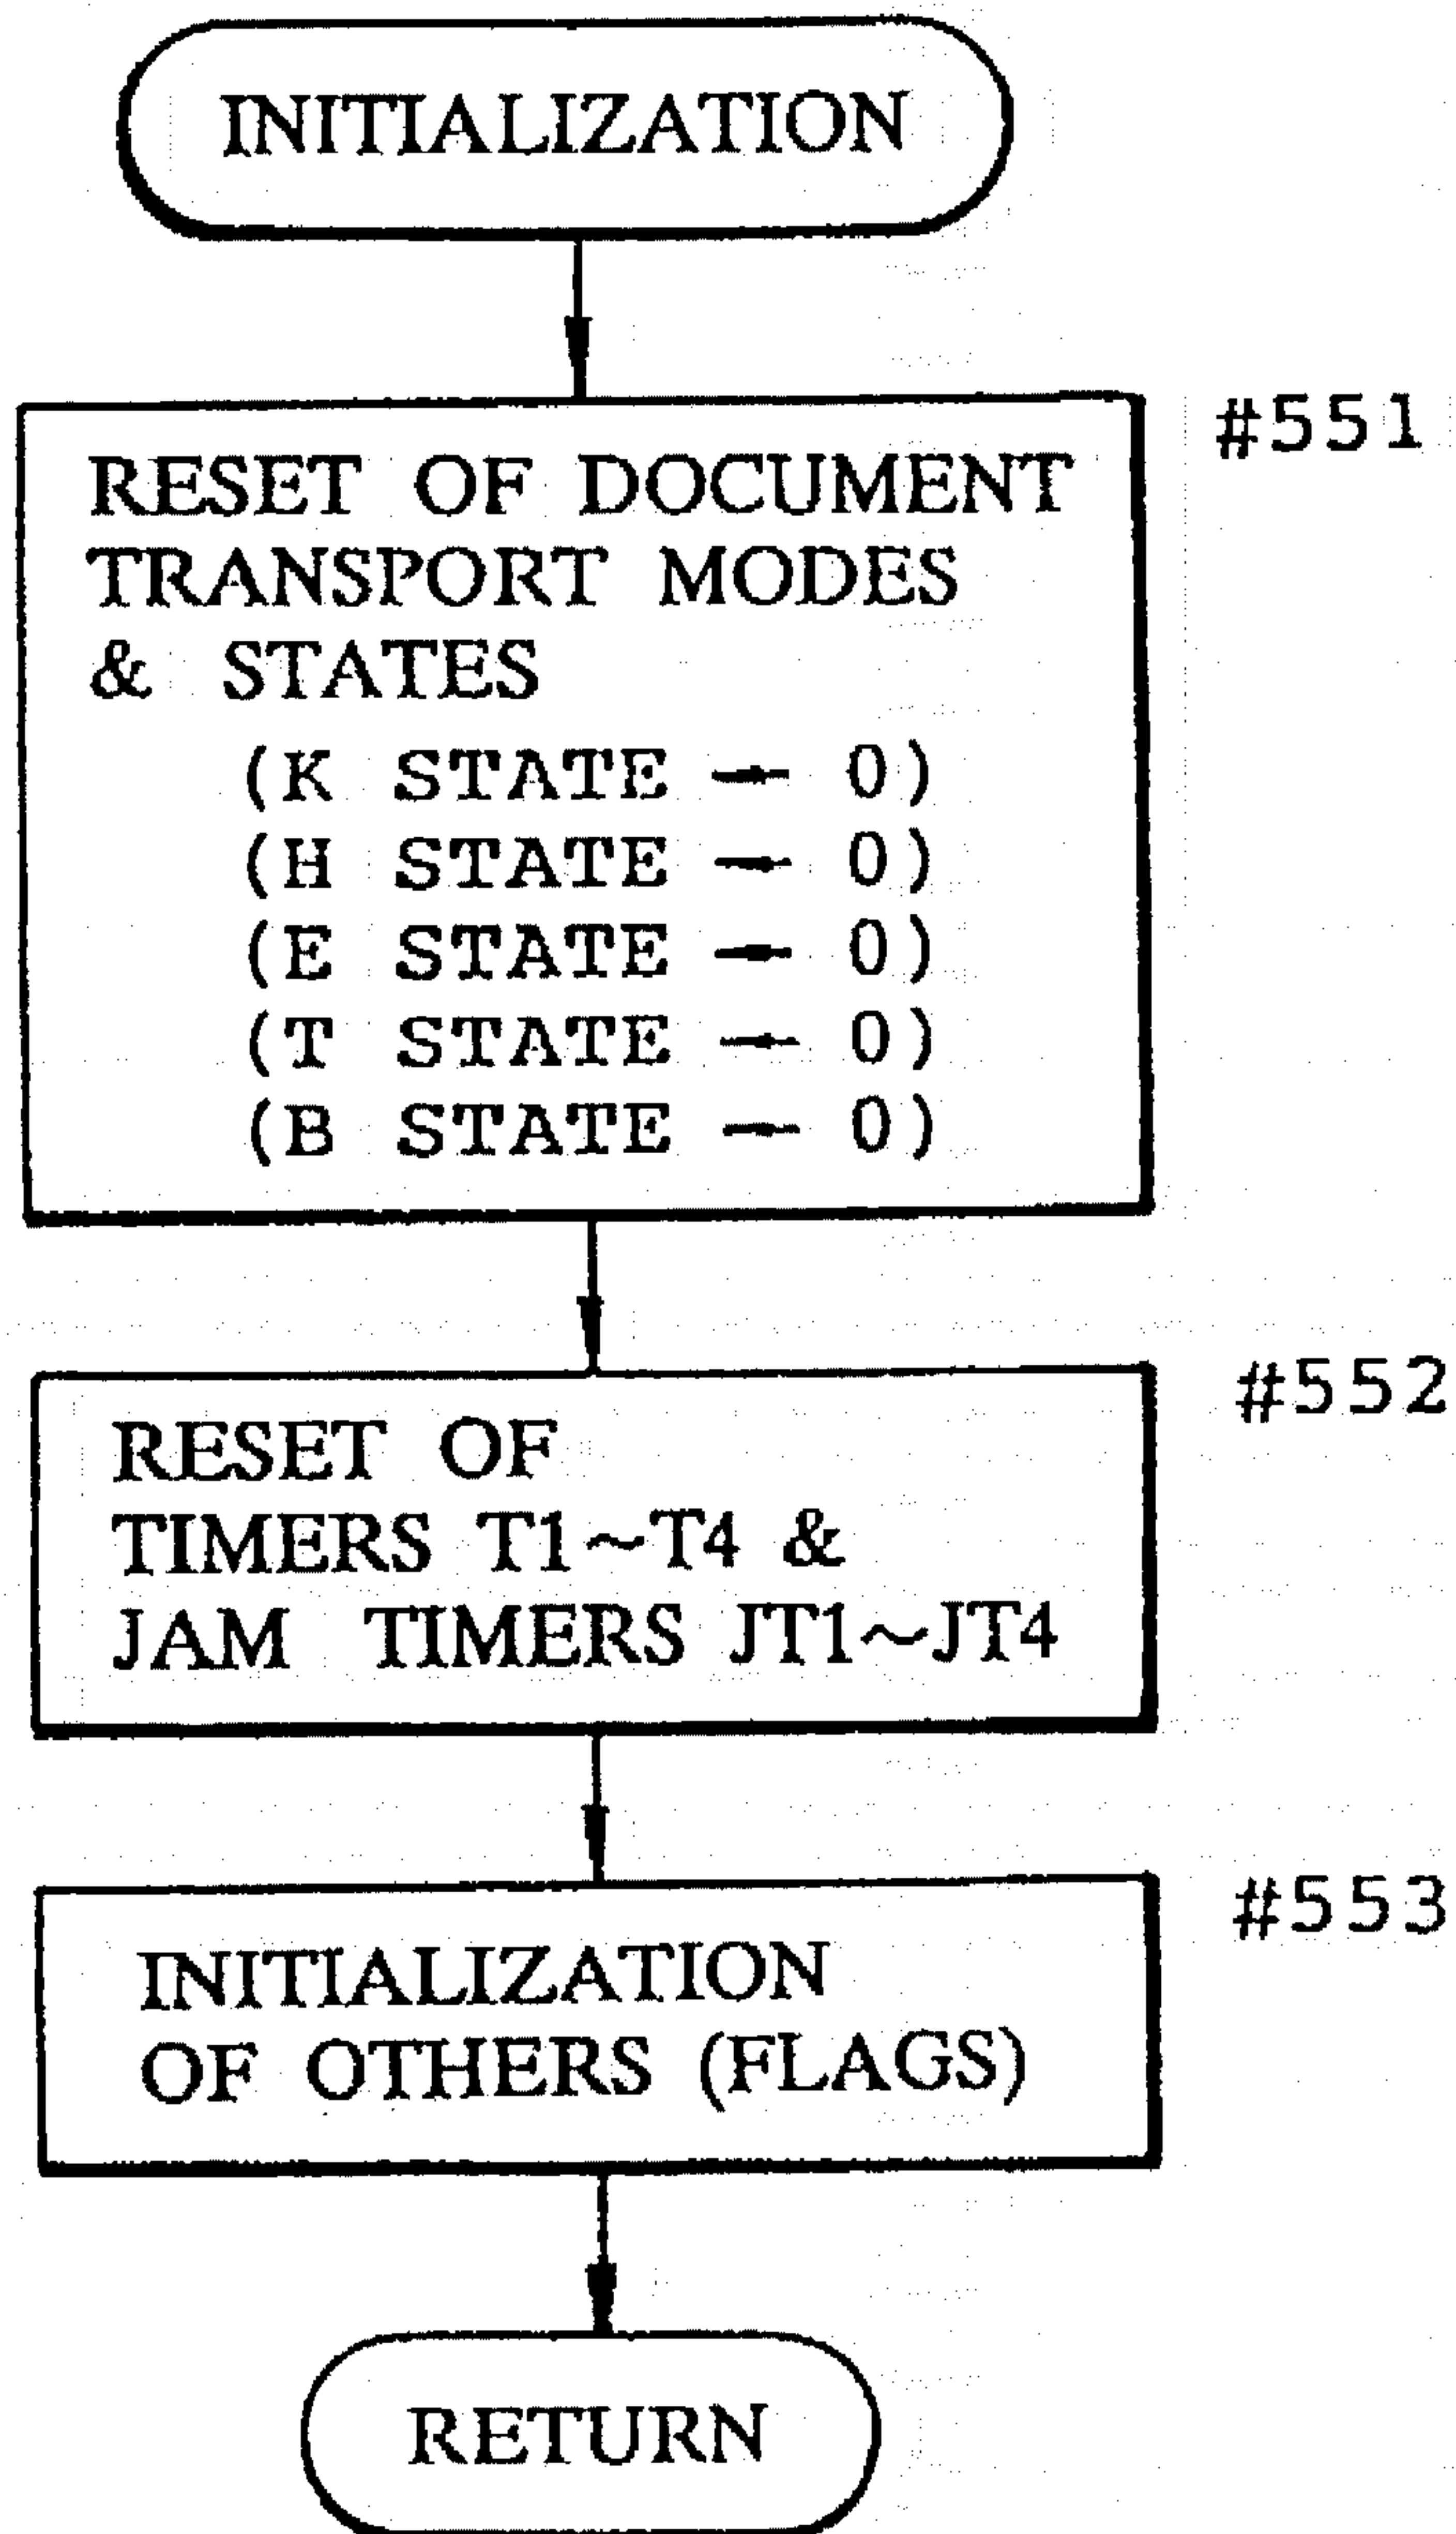 INITIALIZATION
#551
RESET OF DOCUMENT
TRANSPORT MODES
& STATES
(K STATE ← 0)
(H STATE ← 0)
(E STATE ← 0)
(T STATE ← 0)
(B STATE ← 0)
#552
RESET OF
TIMERS T1~T4 &
JAM TIMERS JT1~JT4
#553
INITIALIZATION
OF OTHERS (FLAGS)
RETURN